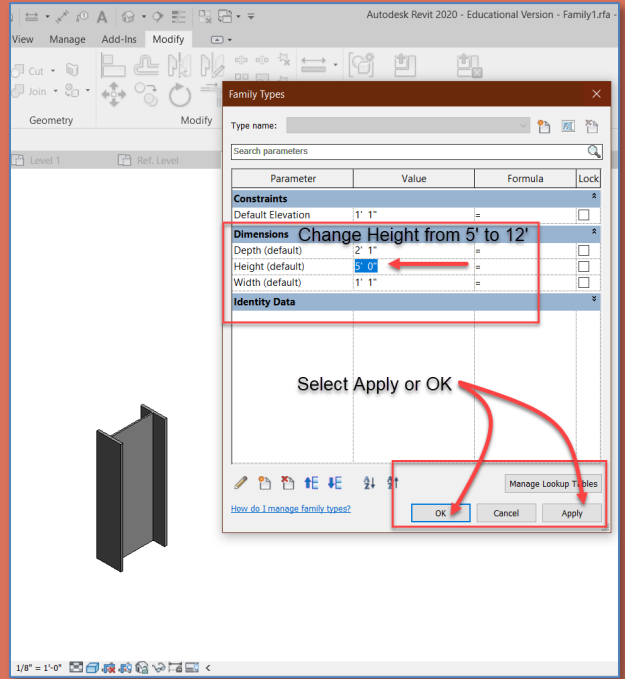 Autodesk Revit 2020 - Educational Version - Family1.rfa -
View Manage Add-Ins Modify
Cut
Join
Geometry Modify
Level 1 Ref. Level
Family Types
Type name:
Search parameters
Parameter Value Formula Lock
Constraints
Default Elevation 1' 1" =
Dimensions Change Height from 5' to 12'
Depth (default) 2' 1" =
Height (default) 5' 0" =
Width (default) 1' 1" =
Identity Data
Select Apply or OK
Manage Lookup Tables
How do I manage family types?
OK Cancel Apply
1/8" = 1'-0"